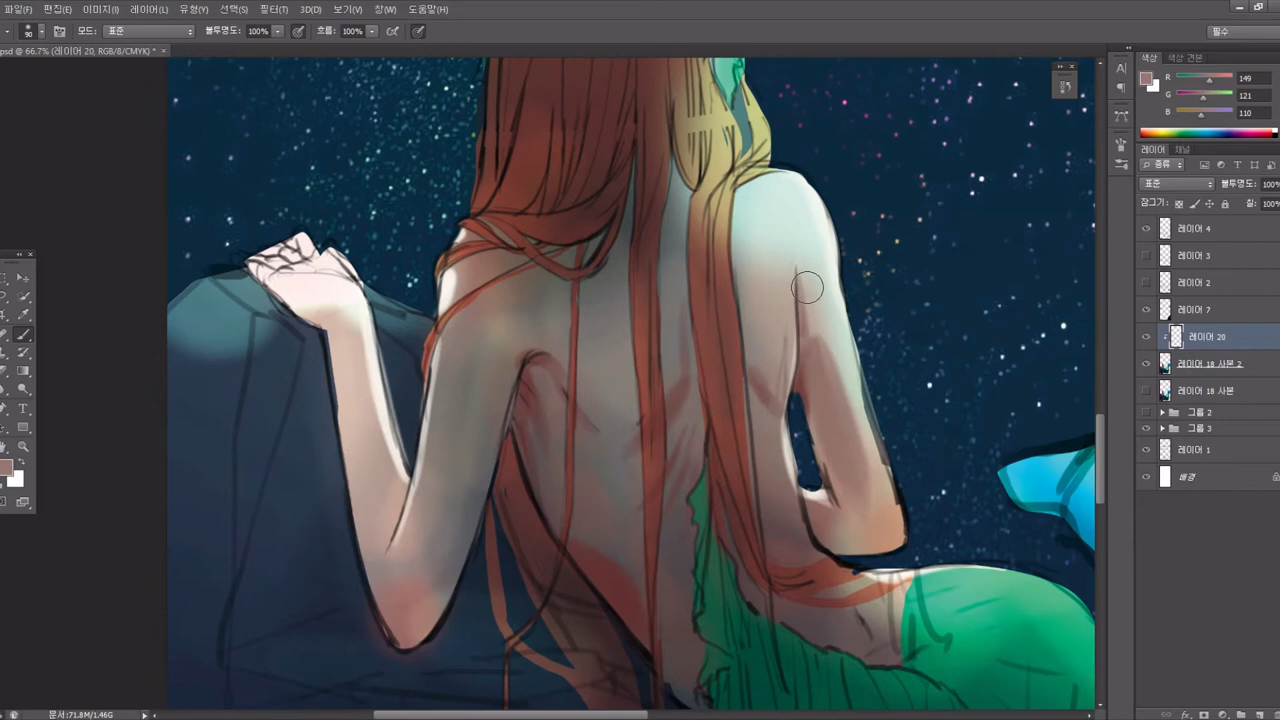 파일(F) 편집(E) 이미지(I) 레이어(L) 유형(Y) 선택(S) 필터(T) 3D(D) 보기(V) 창(W) 도움말(H)
90 모드: 표준 불투명도: 100% 흐름: 100% 필수
psd @ 66.7% (레이어 20, RGB/8/CMYK) * ×
색상 색상 견본
R 149
G 121
B 110
레이어 채널
종류
표준 불투명도: 100%
잠그기: 칠: 100%
레이어 4
레이어 3
레이어 2
레이어 7
레이어 20
레이어 18 사본 2
레이어 18 사본
그룹 2
그룹 3
레이어 1
배경
문서:71.8M/1.46G